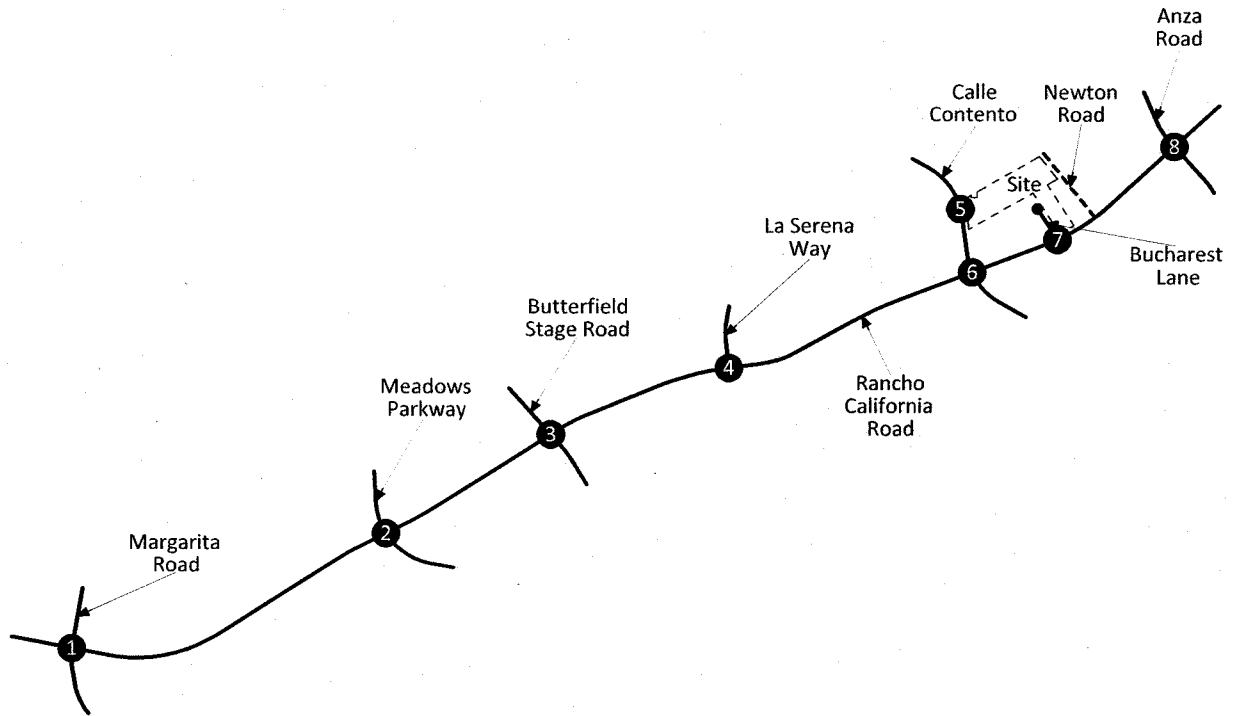 Anza
Road
Calle
Contento
Newton
Road
8
Site
5
La Serena
Way
7
Bucharest
Lane
6
Butterfield
Stage Road
4
Rancho
California
Road
Meadows
Parkway
3
2
Margarita
Road
1